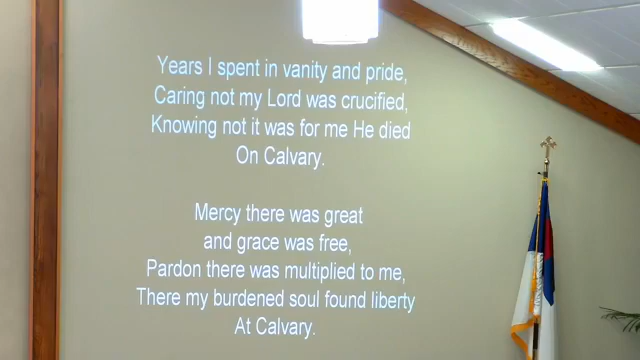 Years I spent in vanity and pride,
Caring not my Lord was crucified,
Knowing not it was for me He died
On Calvary.
Mercy there was great
and grace was free,
Pardon there was multiplied to me,
There my burdened soul found liberty
At Calvary.